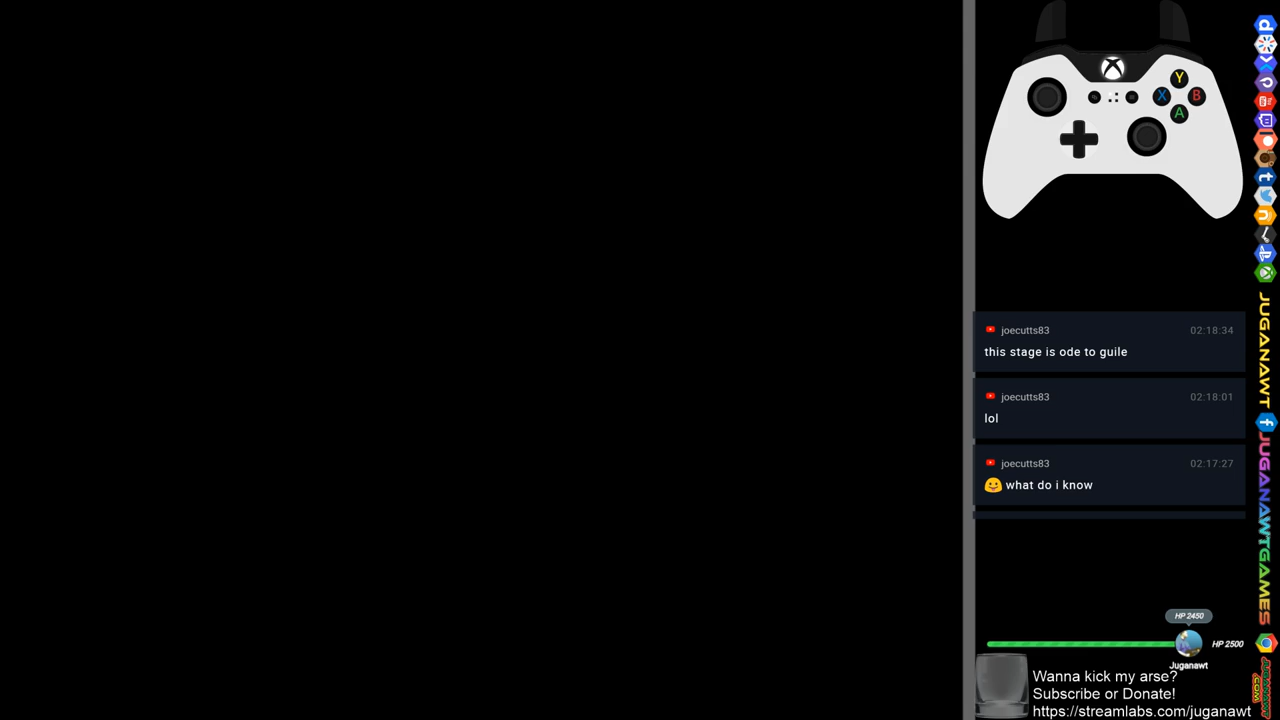 Y
X
B
A
joecutts83 02:18:34
this stage is ode to guile
joecutts83 02:18:01
lol
joecutts83 02:17:27
what do i know
HP 2450
HP 2500
Juganawt
Wanna kick my arse?
Subscribe or Donate!
https://streamlabs.com/juganawt
JUGANAWT
JUGANAWTGAMES
JUGANAWT
.COM